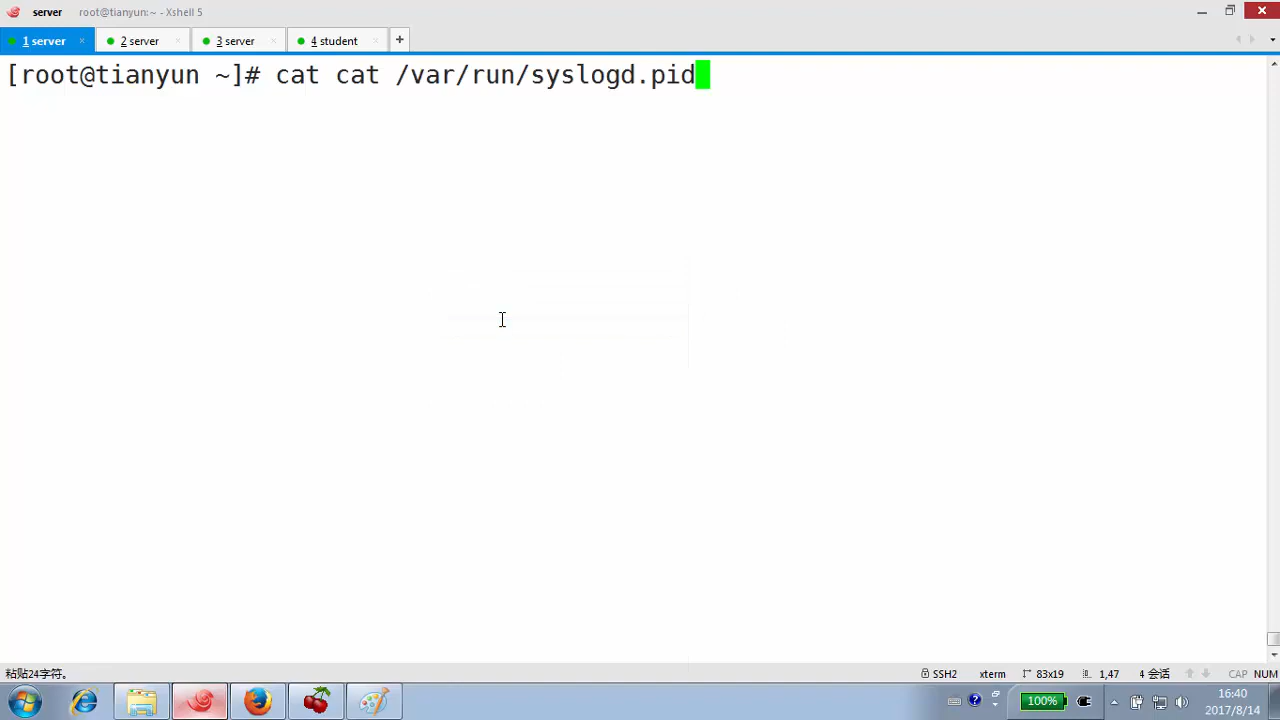 server root@tianyun:~ - Xshell 5
1 server
2 server
3 server
4 student
[root@tianyun ~]# cat cat /var/run/syslogd.pid
粘贴24字符。
SSH2
xterm
83x19
1,47
4 会话
CAP
NUM
100%
16:40
2017/8/14